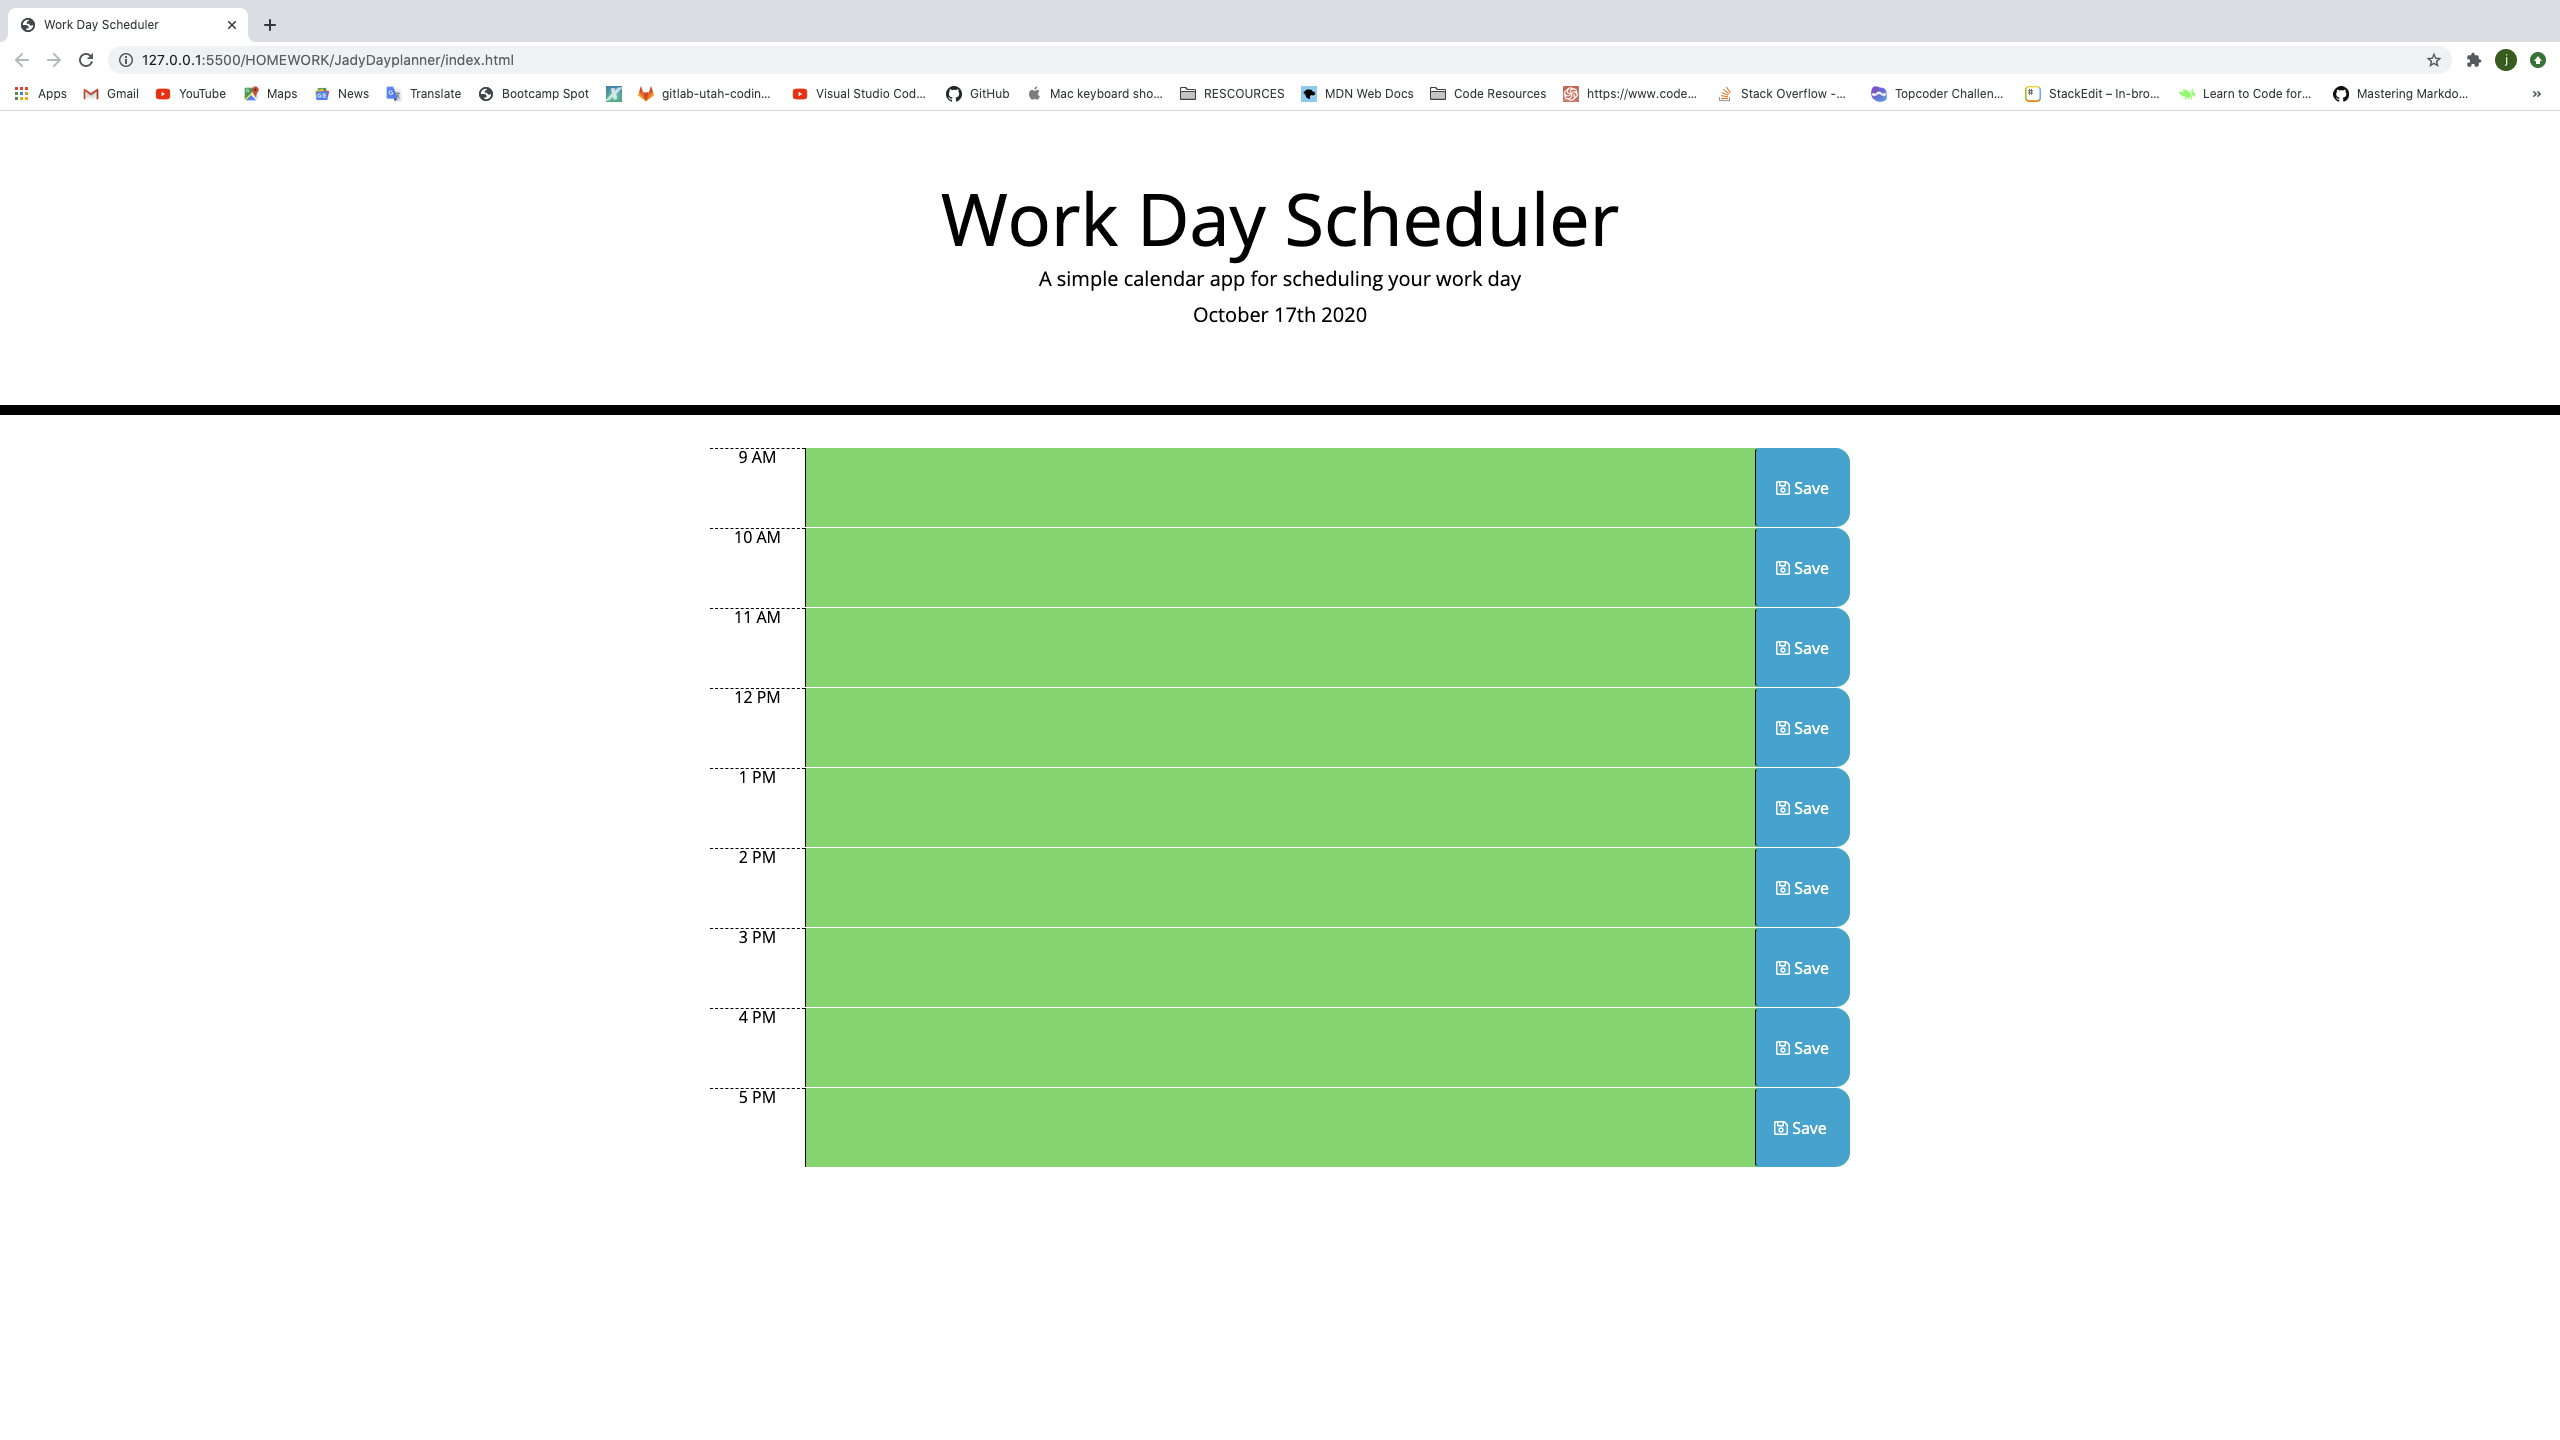 Work Day Scheduler
127.0.0.1:5500/HOMEWORK/JadyDayplanner/index.html
j
Apps Gmail YouTube Maps News Translate Bootcamp Spot gitlab-utah-codin... Visual Studio Cod... GitHub Mac keyboard sho... RESCOURCES MDN Web Docs Code Resources https://www.code... Stack Overflow -... Topcoder Challen... StackEdit – In-bro... Learn to Code for... Mastering Markdo... »
Work Day Scheduler
A simple calendar app for scheduling your work day
October 17th 2020
9 AM Save
10 AM Save
11 AM Save
12 PM Save
1 PM Save
2 PM Save
3 PM Save
4 PM Save
5 PM Save